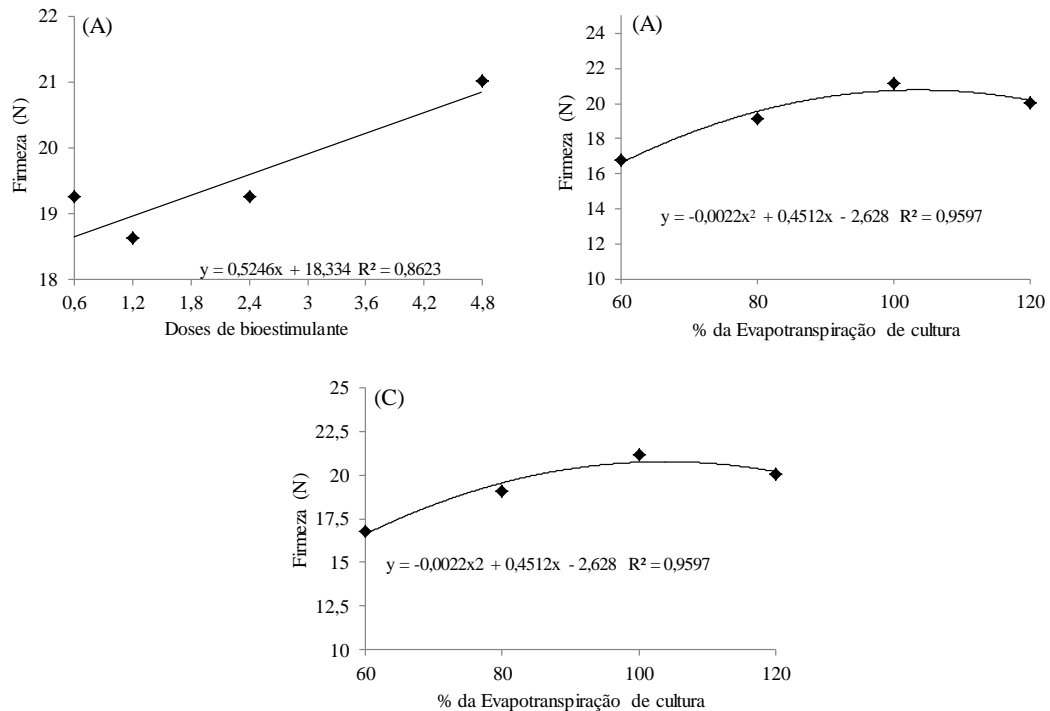 (A)
22
21
20
19
18
Firmeza (N)
y = 0,5246x + 18,334 R² = 0,8623
0,6 1,2 1,8 2,4 3 3,6 4,2 4,8
Doses de bioestimulante
(A)
24
22
20
18
16
14
12
10
Firmeza (N)
y = -0,0022x² + 0,4512x - 2,628 R² = 0,9597
60 80 100 120
% da Evapotranspiração de cultura
(C)
25
22,5
20
17,5
15
12,5
10
Firmeza (N)
y = -0,0022x2 + 0,4512x - 2,628 R² = 0,9597
60 80 100 120
% da Evapotranspiração de cultura